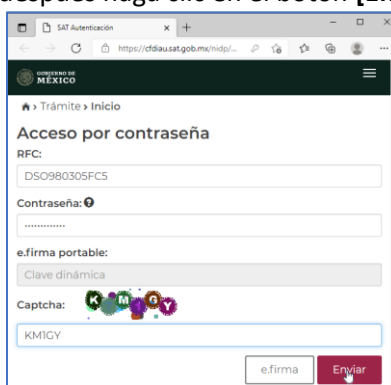 después haga clic en el botón
SAT Autenticación
https://cfdiau.sat.gob.mx/nidp/...
GOBIERNO DE
MÉXICO
> Trámite > Inicio
Acceso por contraseña
RFC:
DSO980305FC5
Contraseña:
.............
e.firma portable:
Clave dinámica
Captcha: K M 1 G Y
KM1GY
e.firma Enviar